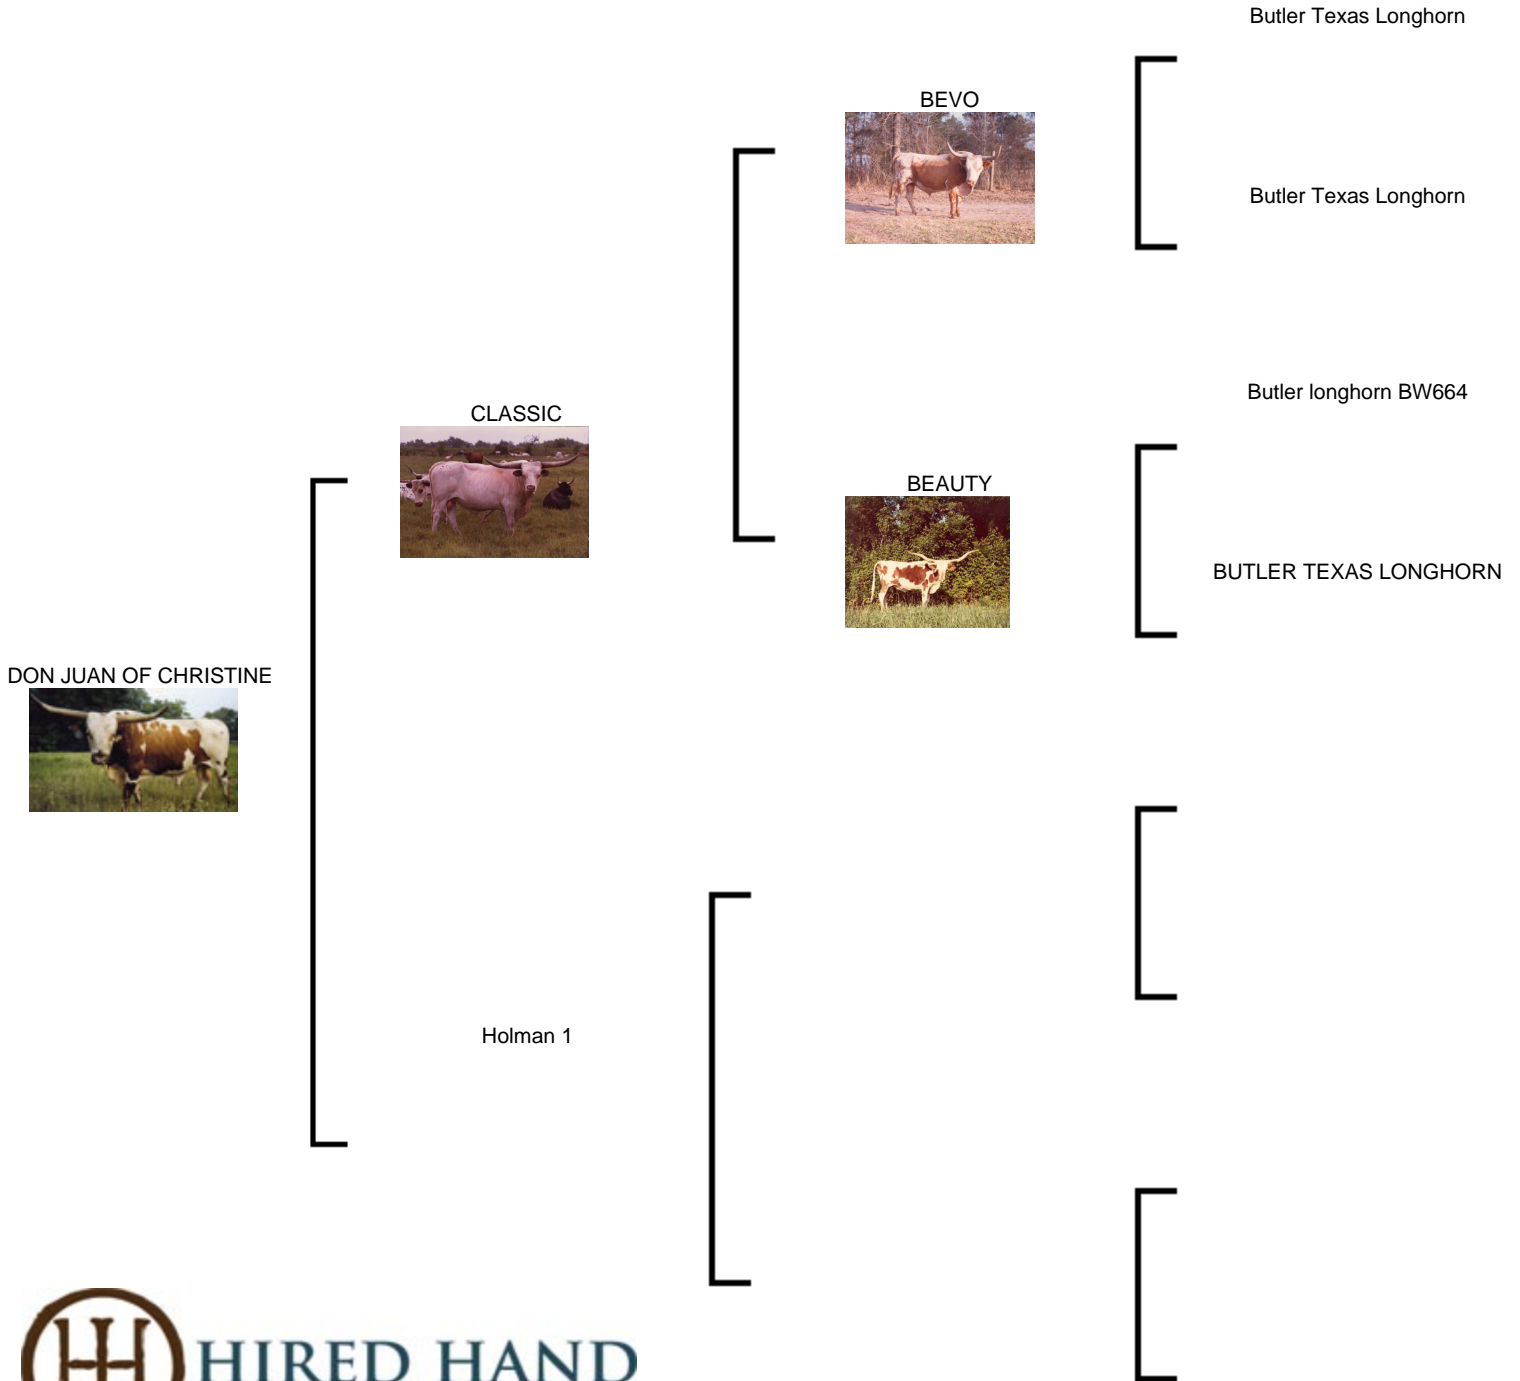 Butler Texas Longhorn
BEVO
Butler Texas Longhorn
Butler longhorn BW664
CLASSIC
BEAUTY
BUTLER TEXAS LONGHORN
DON JUAN OF CHRISTINE
Holman 1
HIRED HAND